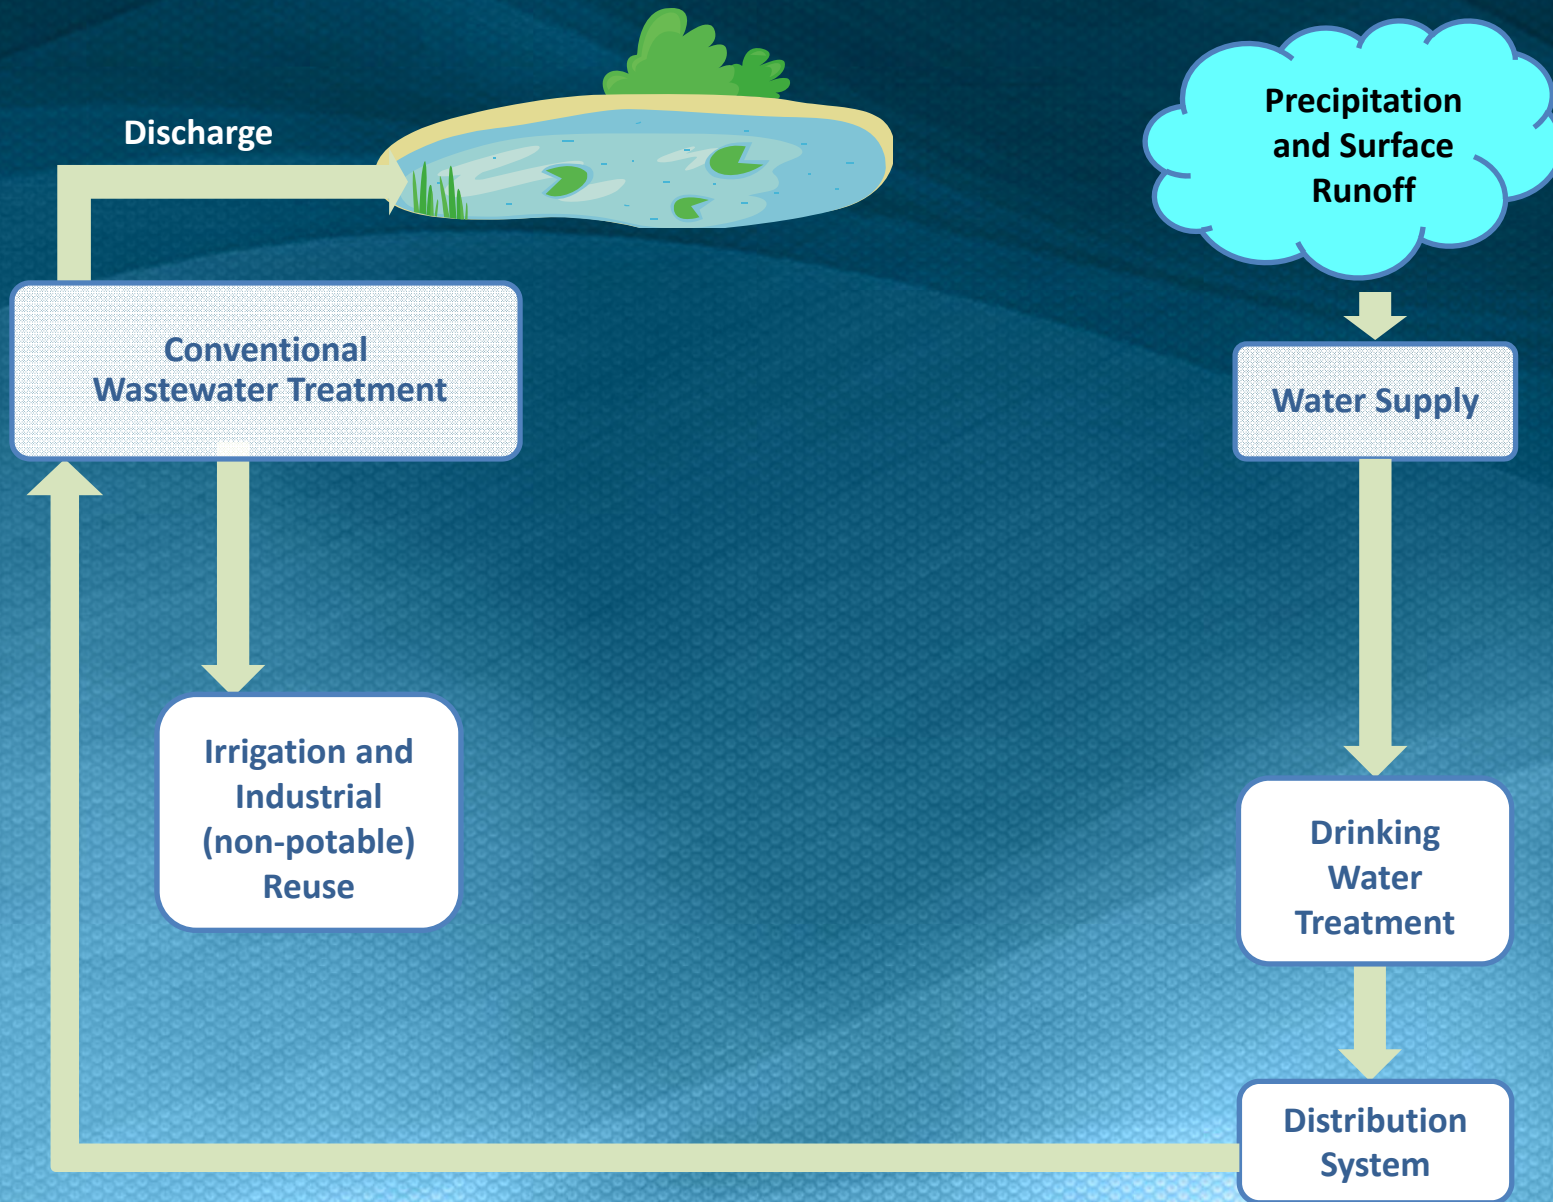 Discharge
Precipitation
and Surface
Runoff
Conventional
Wastewater Treatment
Water Supply
Irrigation and
Industrial
(non-potable)
Reuse
Drinking
Water
Treatment
Distribution
System